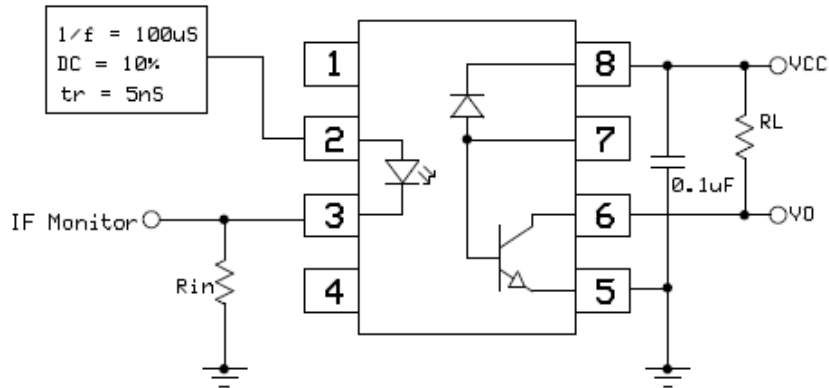 1/f = 100uS
DC = 10%
tr = 5nS
1
8
VCC
2
7
RL
0.1uF
IF Monitor
3
6
VO
Rin
4
5